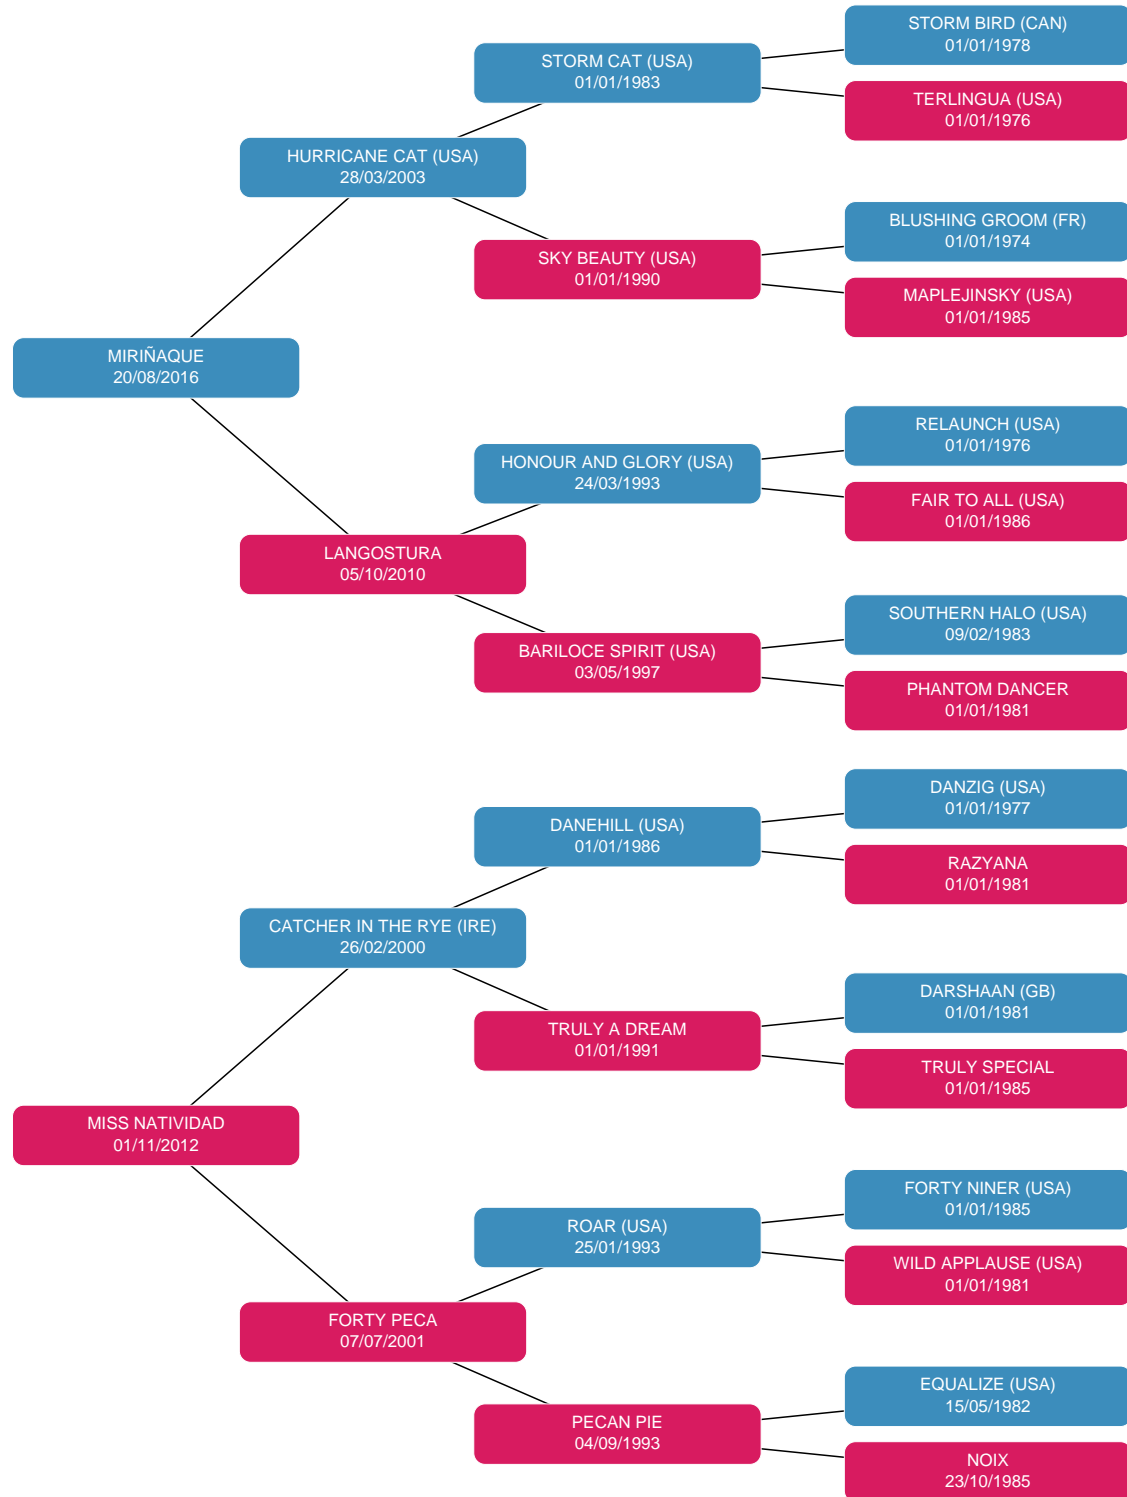 STORM BIRD (CAN)
01/01/1978
STORM CAT (USA)
01/01/1983
TERLINGUA (USA)
01/01/1976
HURRICANE CAT (USA)
28/03/2003
BLUSHING GROOM (FR)
01/01/1974
SKY BEAUTY (USA)
01/01/1990
MAPLEJINSKY (USA)
01/01/1985
MIRIÑAQUE
20/08/2016
RELAUNCH (USA)
01/01/1976
HONOUR AND GLORY (USA)
24/03/1993
FAIR TO ALL (USA)
01/01/1986
LANGOSTURA
05/10/2010
SOUTHERN HALO (USA)
09/02/1983
BARILOCE SPIRIT (USA)
03/05/1997
PHANTOM DANCER
01/01/1981
DANZIG (USA)
01/01/1977
DANEHILL (USA)
01/01/1986
RAZYANA
01/01/1981
CATCHER IN THE RYE (IRE)
26/02/2000
DARSHAAN (GB)
01/01/1981
TRULY A DREAM
01/01/1991
TRULY SPECIAL
01/01/1985
MISS NATIVIDAD
01/11/2012
FORTY NINER (USA)
01/01/1985
ROAR (USA)
25/01/1993
WILD APPLAUSE (USA)
01/01/1981
FORTY PECA
07/07/2001
EQUALIZE (USA)
15/05/1982
PECAN PIE
04/09/1993
NOIX
23/10/1985